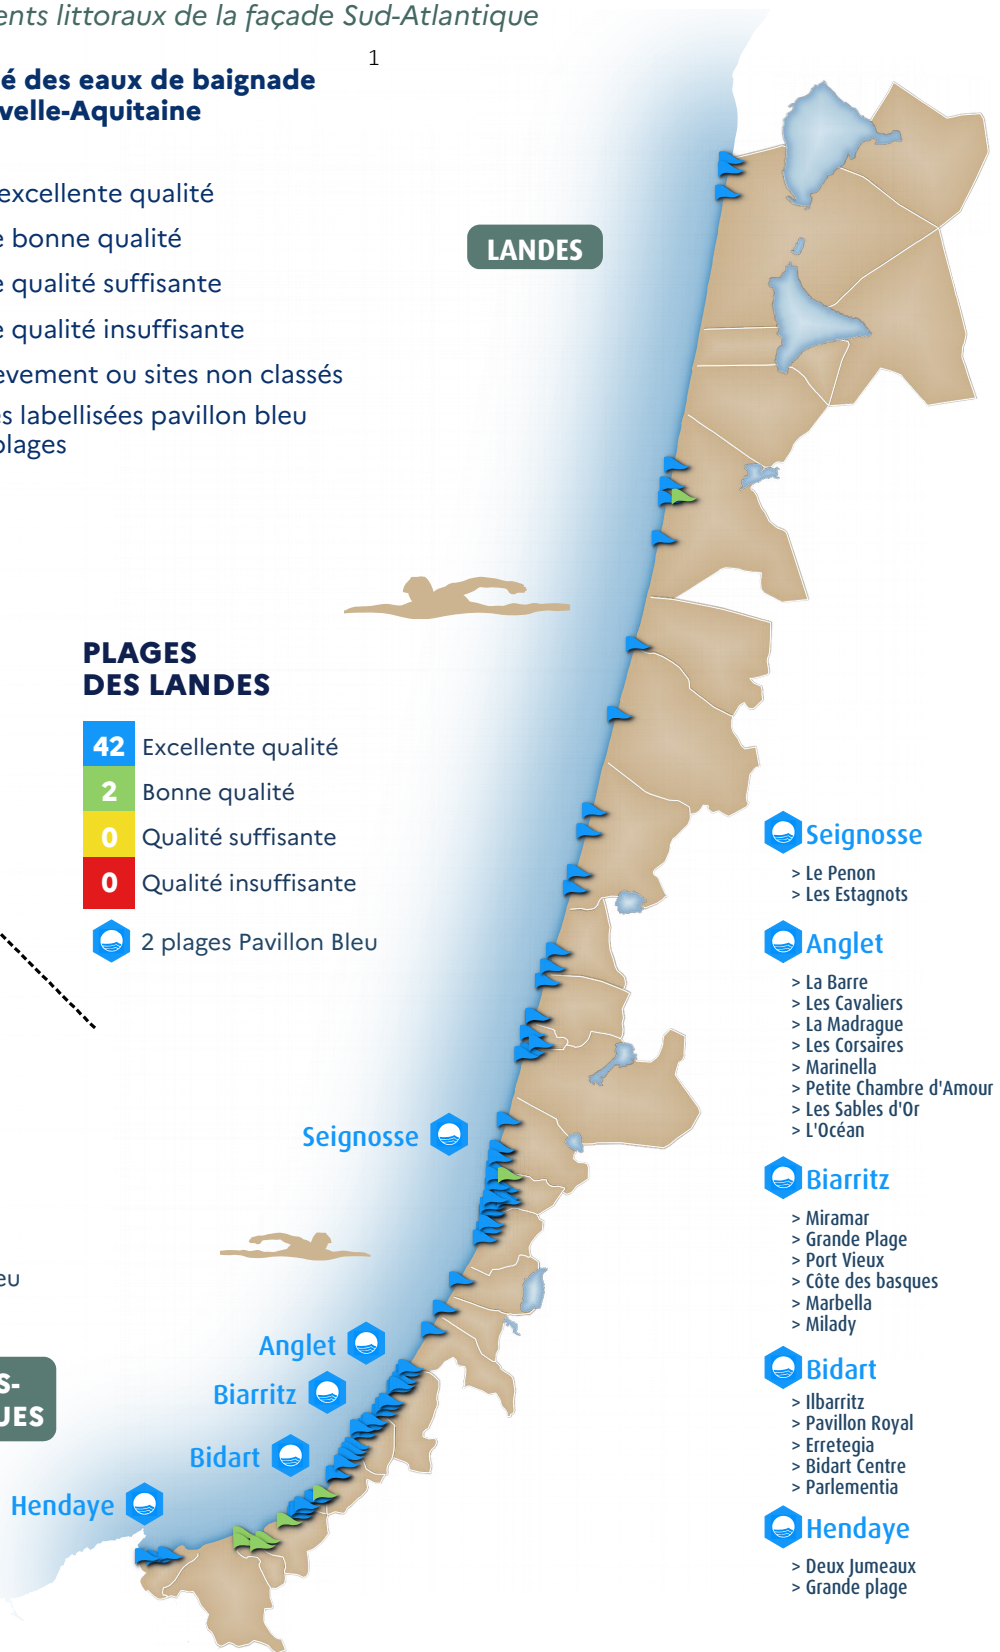 ents littoraux de la façade Sud-Atlantique
1
é des eaux de baignade
velle-Aquitaine
excellente qualité
e bonne qualité
e qualité suffisante
e qualité insuffisante
èvement ou sites non classés
es labellisées pavillon bleu
plages
LANDES
PLAGES
DES LANDES
42 Excellente qualité
2 Bonne qualité
0 Qualité suffisante
0 Qualité insuffisante
2 plages Pavillon Bleu
Seignosse
Anglet
Biarritz
Bidart
Hendaye
eu
S-
UES
Seignosse
> Le Penon
> Les Estagnots
Anglet
> La Barre
> Les Cavaliers
> La Madrague
> Les Corsaires
> Marinella
> Petite Chambre d'Amour
> Les Sables d'Or
> L'Océan
Biarritz
> Miramar
> Grande Plage
> Port Vieux
> Côte des basques
> Marbella
> Milady
Bidart
> Ilbarritz
> Pavillon Royal
> Erretegia
> Bidart Centre
> Parlementia
Hendaye
> Deux Jumeaux
> Grande plage